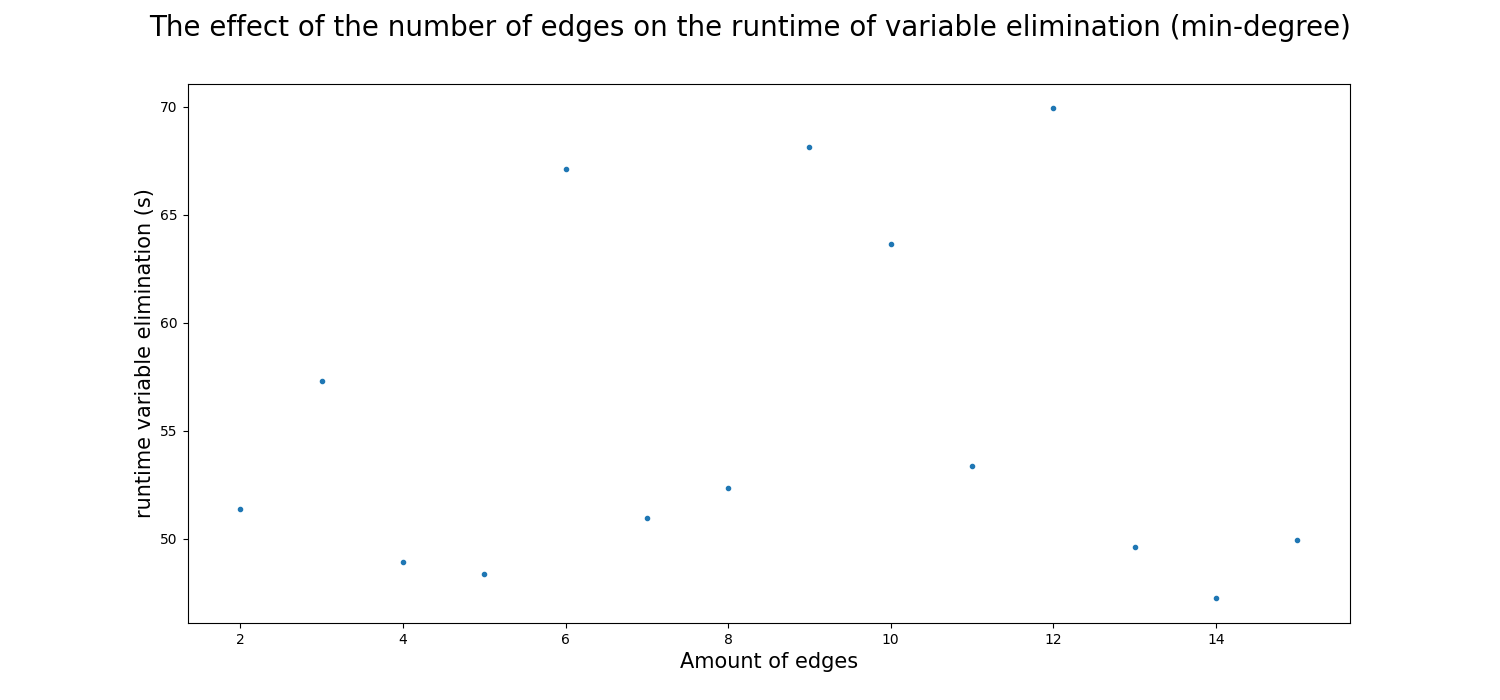 The effect of the number of edges on the runtime of variable elimination (min-degree)
runtime variable elimination (s)
70
65
60
55
50
2 4 6 8 10 12 14
Amount of edges